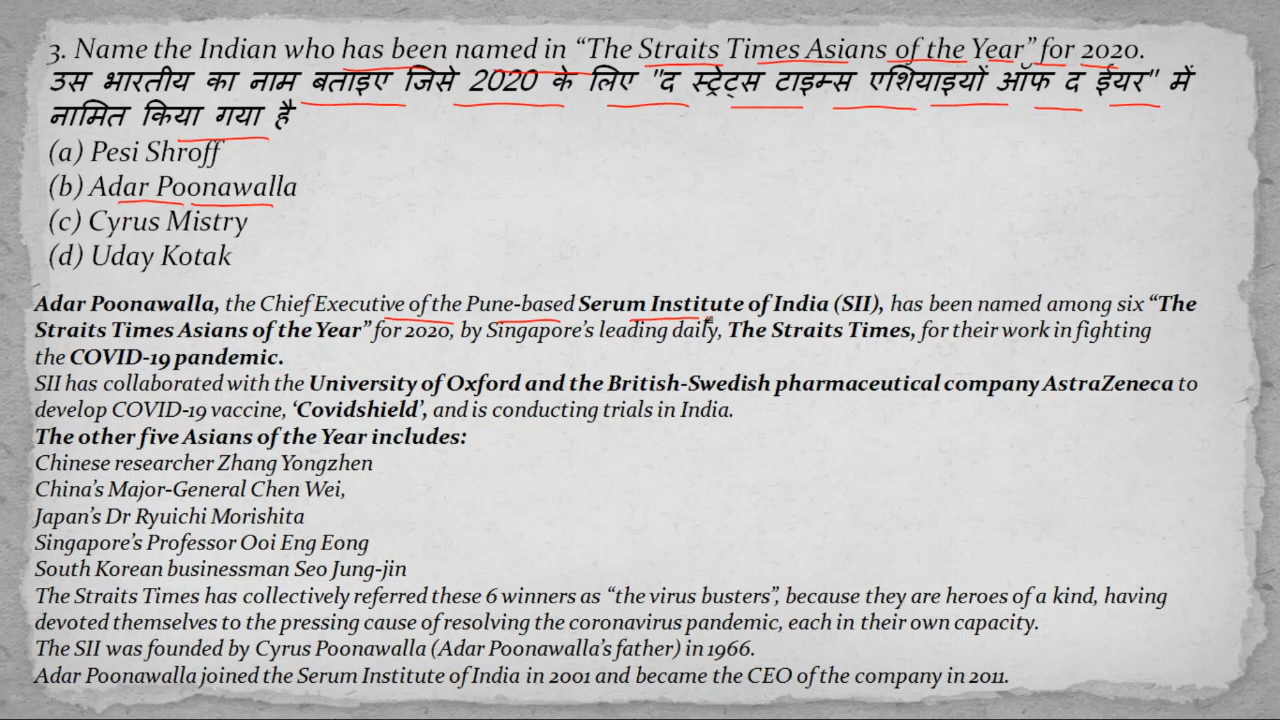 3. Name the Indian who has been named in “The Straits Times Asians of the Year” for 2020.
उस भारतीय का नाम बताइए जिसे 2020 के लिए "द स्ट्रेट्स टाइम्स एशियाइयों ऑफ द ईयर" में
नामित किया गया है
(a) Pesi Shroff
(b) Adar Poonawalla
(c) Cyrus Mistry
(d) Uday Kotak
Adar Poonawalla, the Chief Executive of the Pune-based Serum Institute of India (SII), has been named among six “The
Straits Times Asians of the Year” for 2020, by Singapore’s leading daily, The Straits Times, for their work in fighting
the COVID-19 pandemic.
SII has collaborated with the University of Oxford and the British-Swedish pharmaceutical company AstraZeneca to
develop COVID-19 vaccine, ‘Covidshield’, and is conducting trials in India.
The other five Asians of the Year includes:
Chinese researcher Zhang Yongzhen
China’s Major-General Chen Wei,
Japan’s Dr Ryuichi Morishita
Singapore’s Professor Ooi Eng Eong
South Korean businessman Seo Jung-jin
The Straits Times has collectively referred these 6 winners as “the virus busters”, because they are heroes of a kind, having
devoted themselves to the pressing cause of resolving the coronavirus pandemic, each in their own capacity.
The SII was founded by Cyrus Poonawalla (Adar Poonawalla’s father) in 1966.
Adar Poonawalla joined the Serum Institute of India in 2001 and became the CEO of the company in 2011.